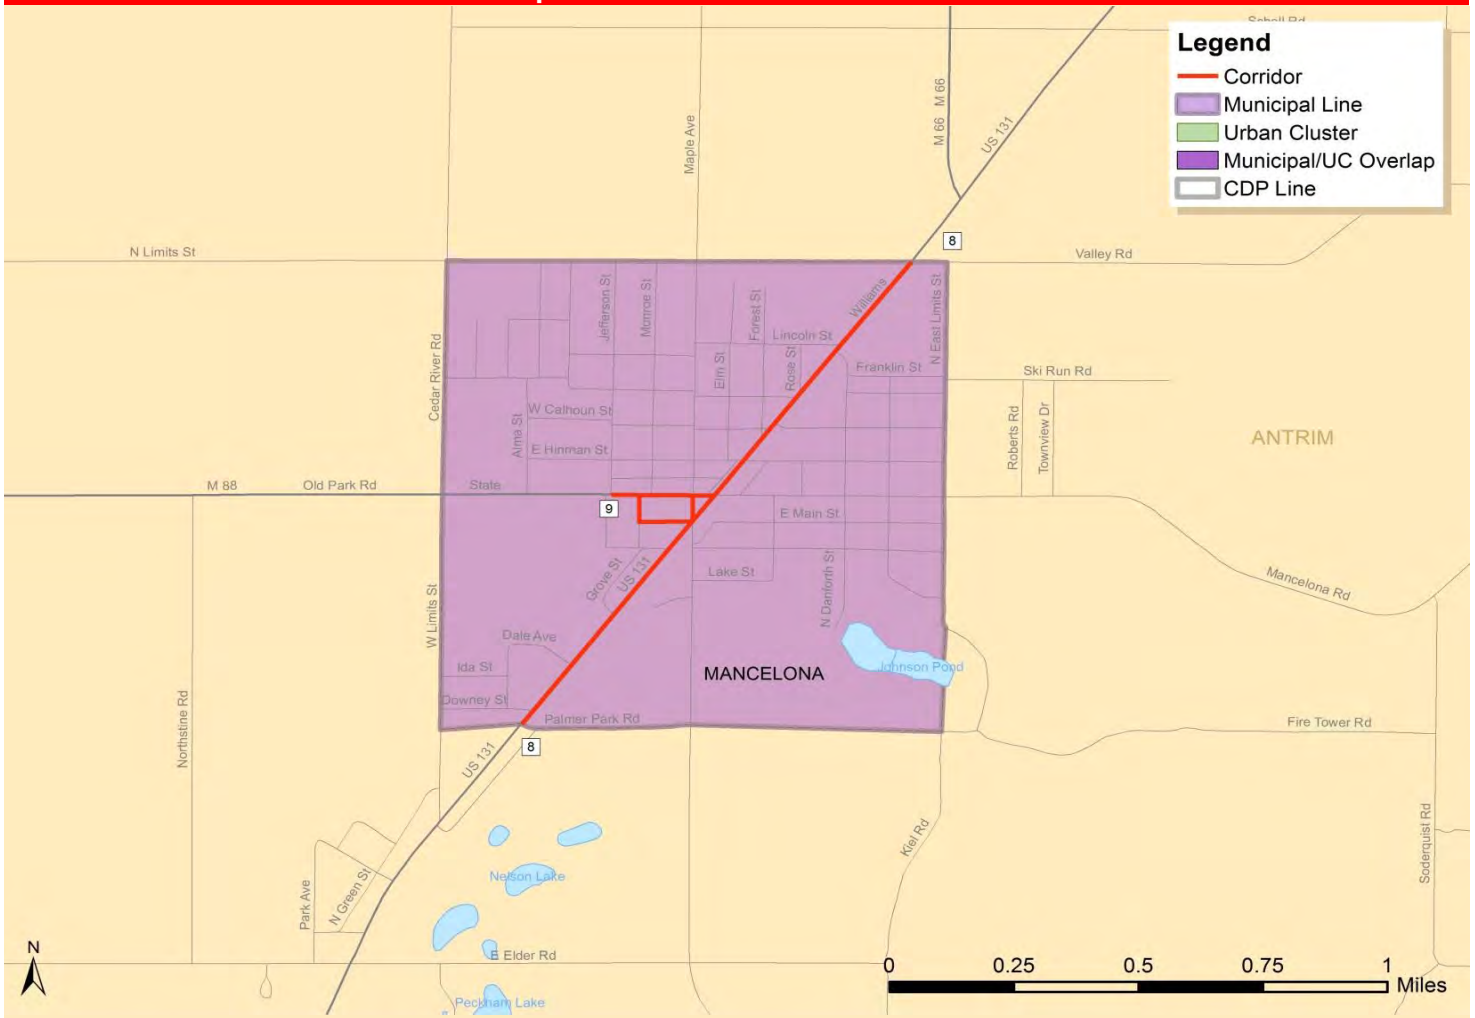 Scholl Rd
Legend
Corridor
Municipal Line
Urban Cluster
Municipal/UC Overlap
CDP Line
M 66
M 66
US 131
Maple Ave
8
N Limits St
Valley Rd
Jefferson St
Monroe St
Forest St
Williams
N East Limits St
Lincoln St
Cedar River Rd
Elm St
Rose St
Franklin St
Ski Run Rd
W Calhoun St
Alma St
Roberts Rd
Townview Dr
ANTRIM
E Hinman St
M 88
Old Park Rd
State
9
E Main St
Grove St
US 131
Lake St
N Danforth St
Mancelona Rd
W Limits St
Dale Ave
Ida St
MANCELONA
Johnson Pond
Downey St
Palmer Park Rd
Fire Tower Rd
Northstine Rd
US 131
8
Kiel Rd
Soderquist Rd
Nelson Lake
Park Ave
N Green St
N
E Elder Rd
0 0.25 0.5 0.75 1
Miles
Peckham Lake